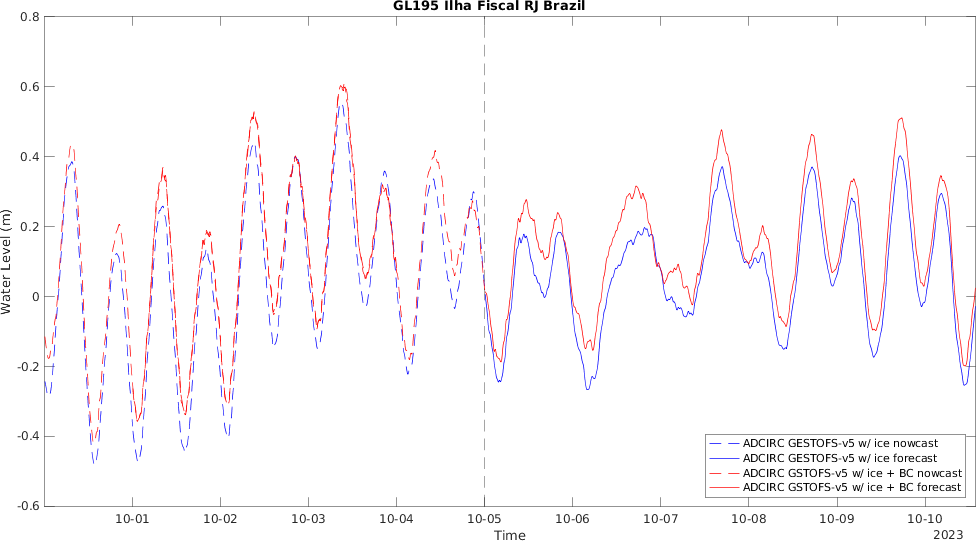 GL195 Ilha Fiscal RJ Brazil
0.8
0.6
0.4
0.2
0
-0.2
-0.4
-0.6
Water Level (m)
ADCIRC GESTOFS-v5 w/ ice nowcast
ADCIRC GESTOFS-v5 w/ ice forecast
ADCIRC GSTOFS-v5 w/ ice + BC nowcast
ADCIRC GSTOFS-v5 w/ ice + BC forecast
10-01 10-02 10-03 10-04 10-05 10-06 10-07 10-08 10-09 10-10
Time
2023